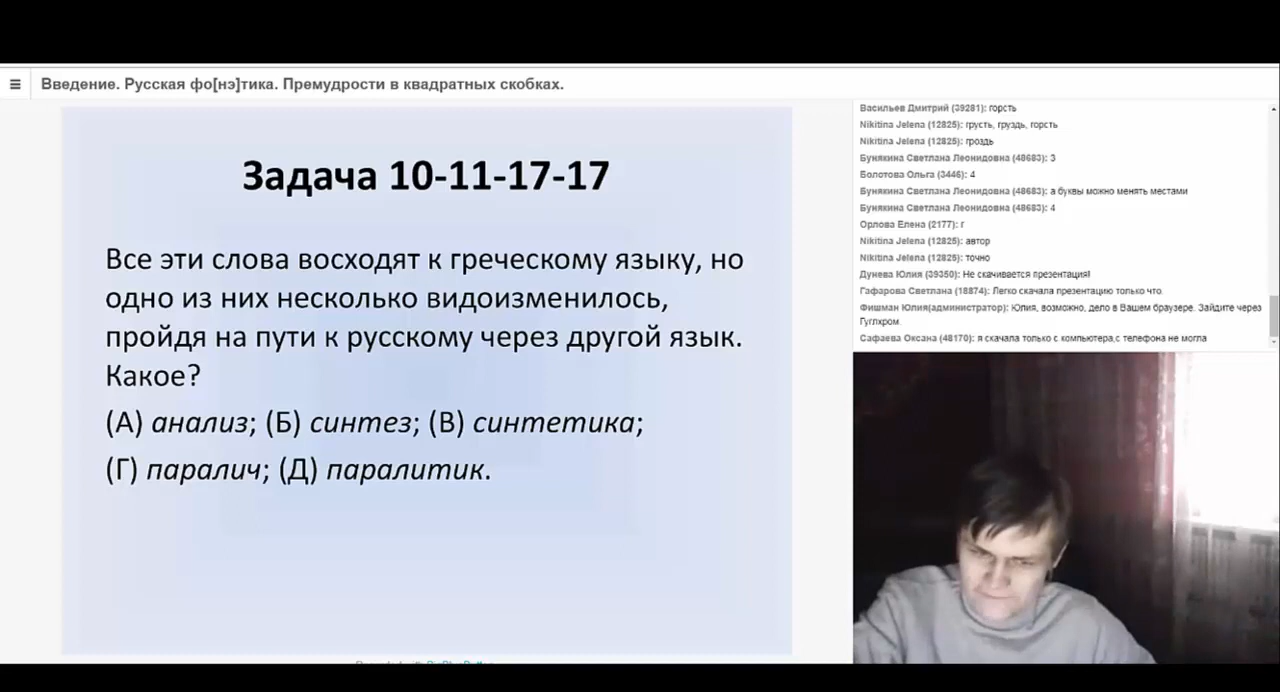 Введение. Русская фо[нэ]тика. Премудрости в квадратных скобках.
Задача 10-11-17-17
Все эти слова восходят к греческому языку, но
одно из них несколько видоизменилось,
пройдя на пути к русскому через другой язык.
Какое?
(А) анализ; (Б) синтез; (В) синтетика;
(Г) паралич; (Д) паралитик.
Васильев Дмитрий (39281): горсть
Nikitina Jelena (12825): грусть, груздь, горсть
Nikitina Jelena (12825): гроздь
Бунякина Светлана Леонидовна (48683): 3
Болотова Ольга (3446): 4
Бунякина Светлана Леонидовна (48683): а буквы можно менять местами
Бунякина Светлана Леонидовна (48683): 4
Орлова Елена (2177): г
Nikitina Jelena (12825): автор
Nikitina Jelena (12825): точно
Дунева Юлия (39350): Не скачивается презентация!
Гафарова Светлана (18874): Легко скачала презентацию только что.
Фишман Юлия(администратор): Юлия, возможно, дело в Вашем браузере. Зайдите через
Гуглхром.
Сафаева Оксана (48170): я скачала только с компьютера,с телефона не могла